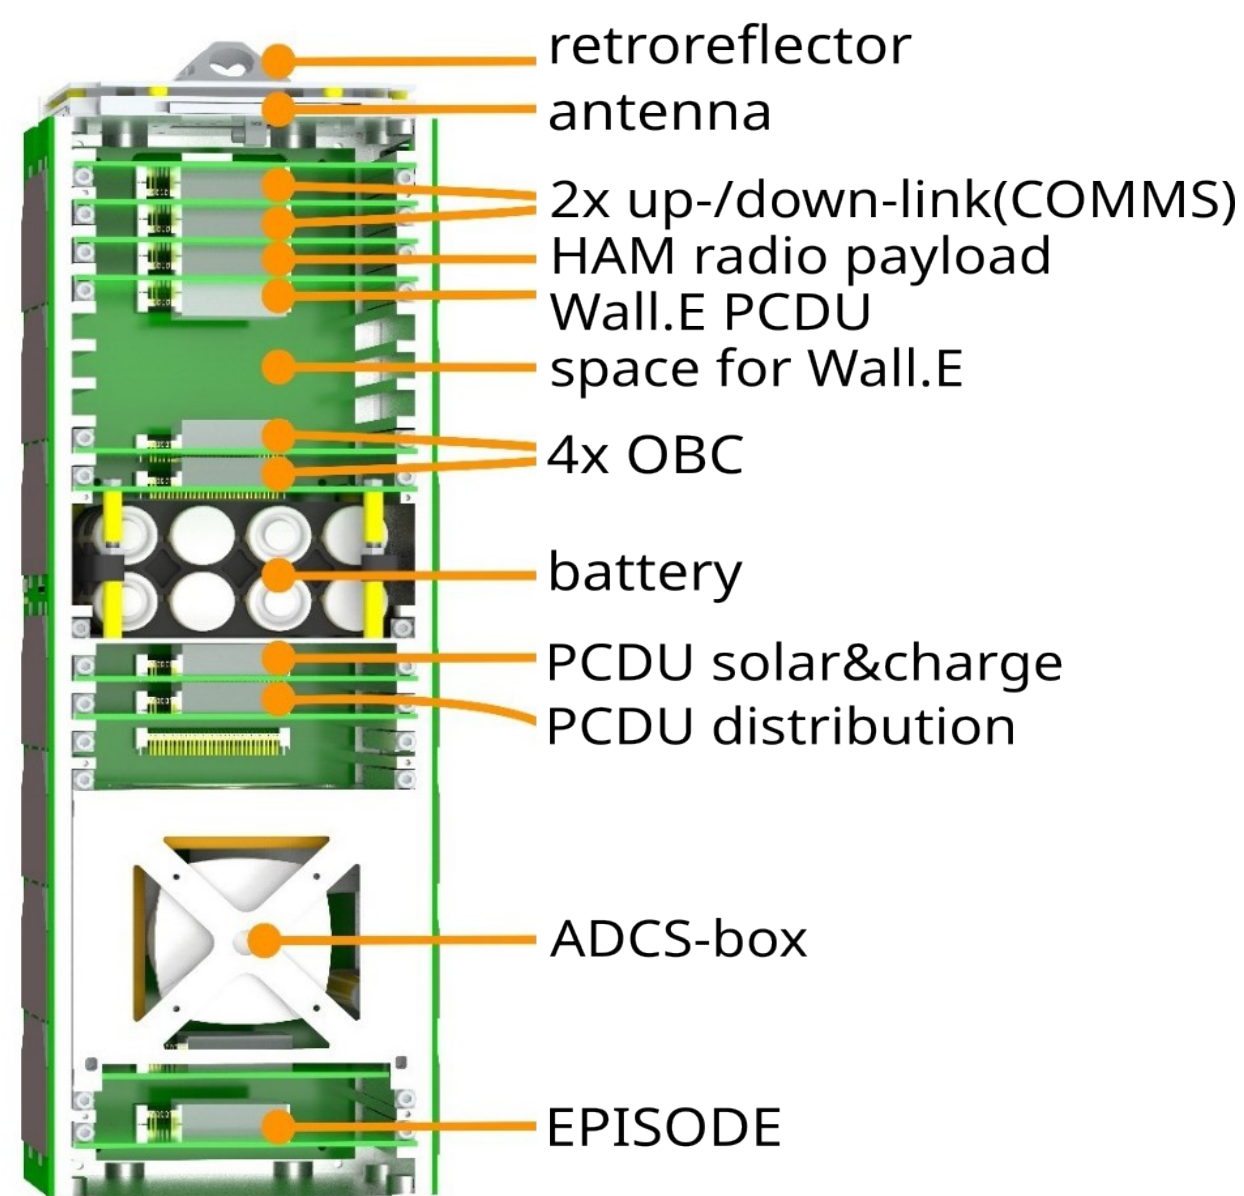 retroreflector
antenna
2x up-/down-link(COMMS)
HAM radio payload
Wall.E PCDU
space for Wall.E
4x OBC
battery
PCDU solar&charge
PCDU distribution
ADCS-box
EPISODE